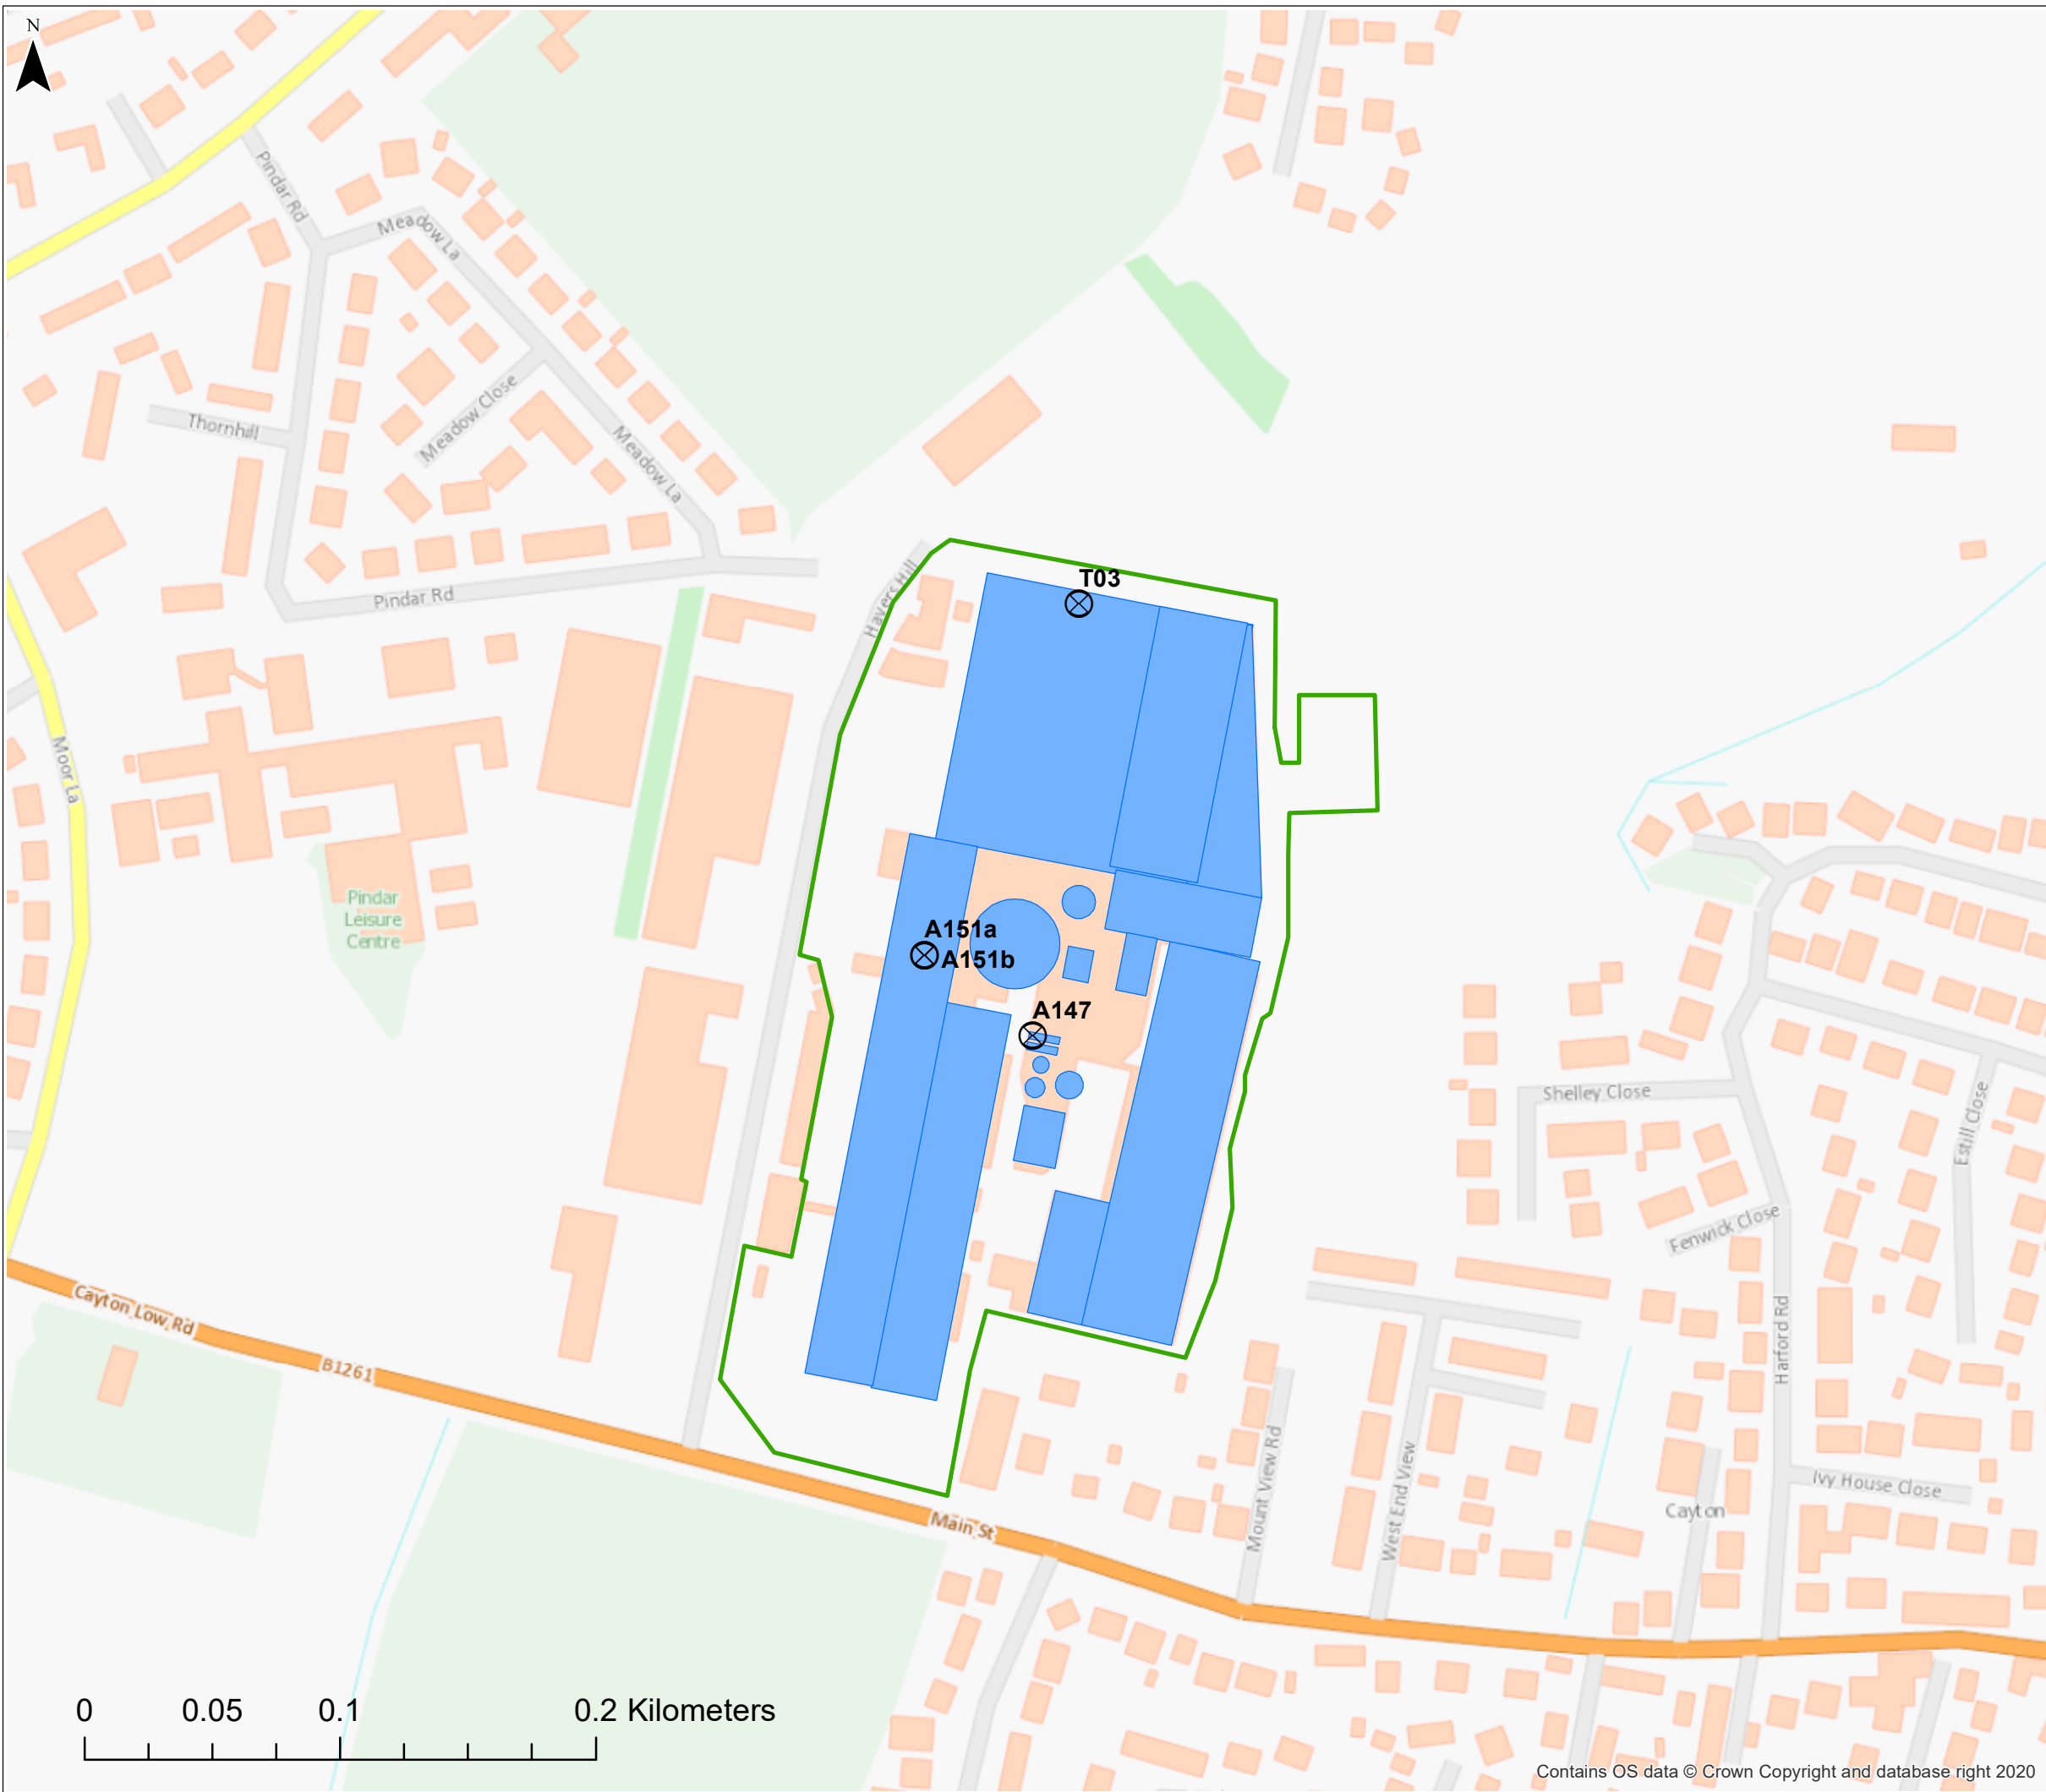 N
Pindar Rd
Meadow La
Meadow Close
Thornhill
Meadow La
Pindar Rd
Havers Hill
T03
Moor La
Pindar
Leisure
Centre
A151a
A151b
A147
Shelley Close
Estill Close
Fenwick Close
Cayton Low Rd
B1261
Harford Rd
Mount View Rd
West End View
Ivy House Close
Cayton
Main St
0 0.05 0.1 0.2 Kilometers
Contains OS data © Crown Copyright and database right 2020